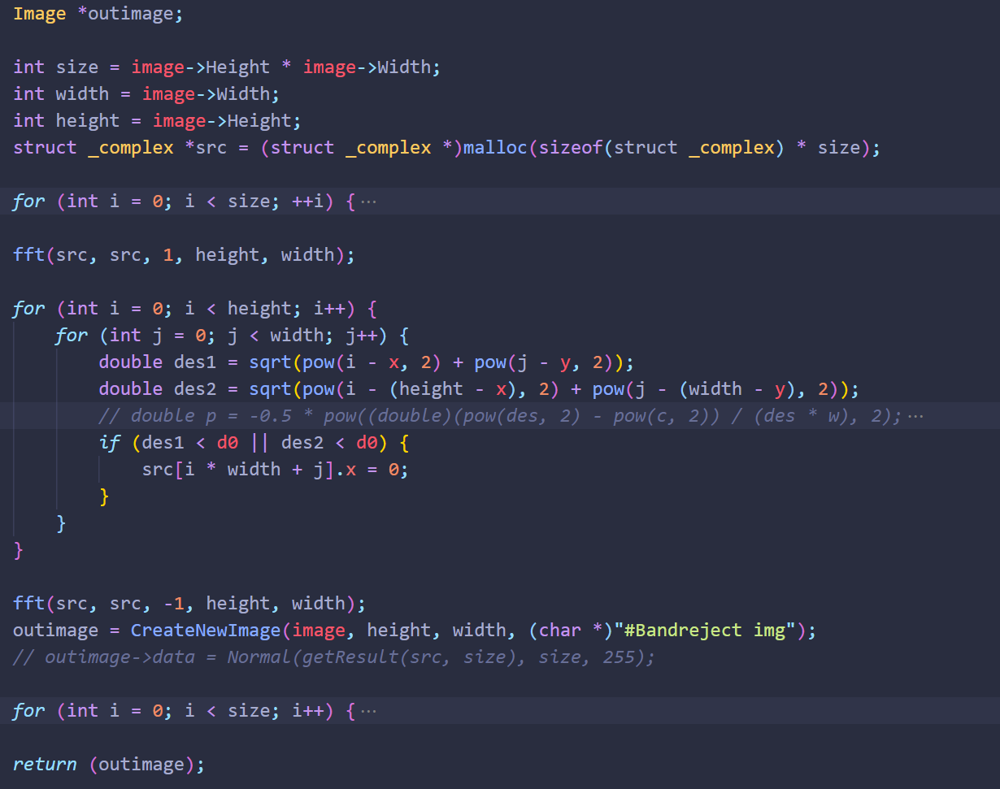 Image *outimage;
int size = image->Height * image->Width;
int width = image->Width;
int height = image->Height;
struct _complex *src = (struct _complex *)malloc(sizeof(struct _complex) * size);
for (int i = 0; i < size; ++i) {···
fft(src, src, 1, height, width);
for (int i = 0; i < height; i++) {
for (int j = 0; j < width; j++) {
double des1 = sqrt(pow(i - x, 2) + pow(j - y, 2));
double des2 = sqrt(pow(i - (height - x), 2) + pow(j - (width - y), 2));
// double p = -0.5 * pow((double)(pow(des, 2) - pow(c, 2)) / (des * w), 2);···
if (des1 < d0 || des2 < d0) {
src[i * width + j].x = 0;
}
}
}
fft(src, src, -1, height, width);
outimage = CreateNewImage(image, height, width, (char *)"#Bandreject img");
// outimage->data = Normal(getResult(src, size), size, 255);
for (int i = 0; i < size; i++) {···
return (outimage);